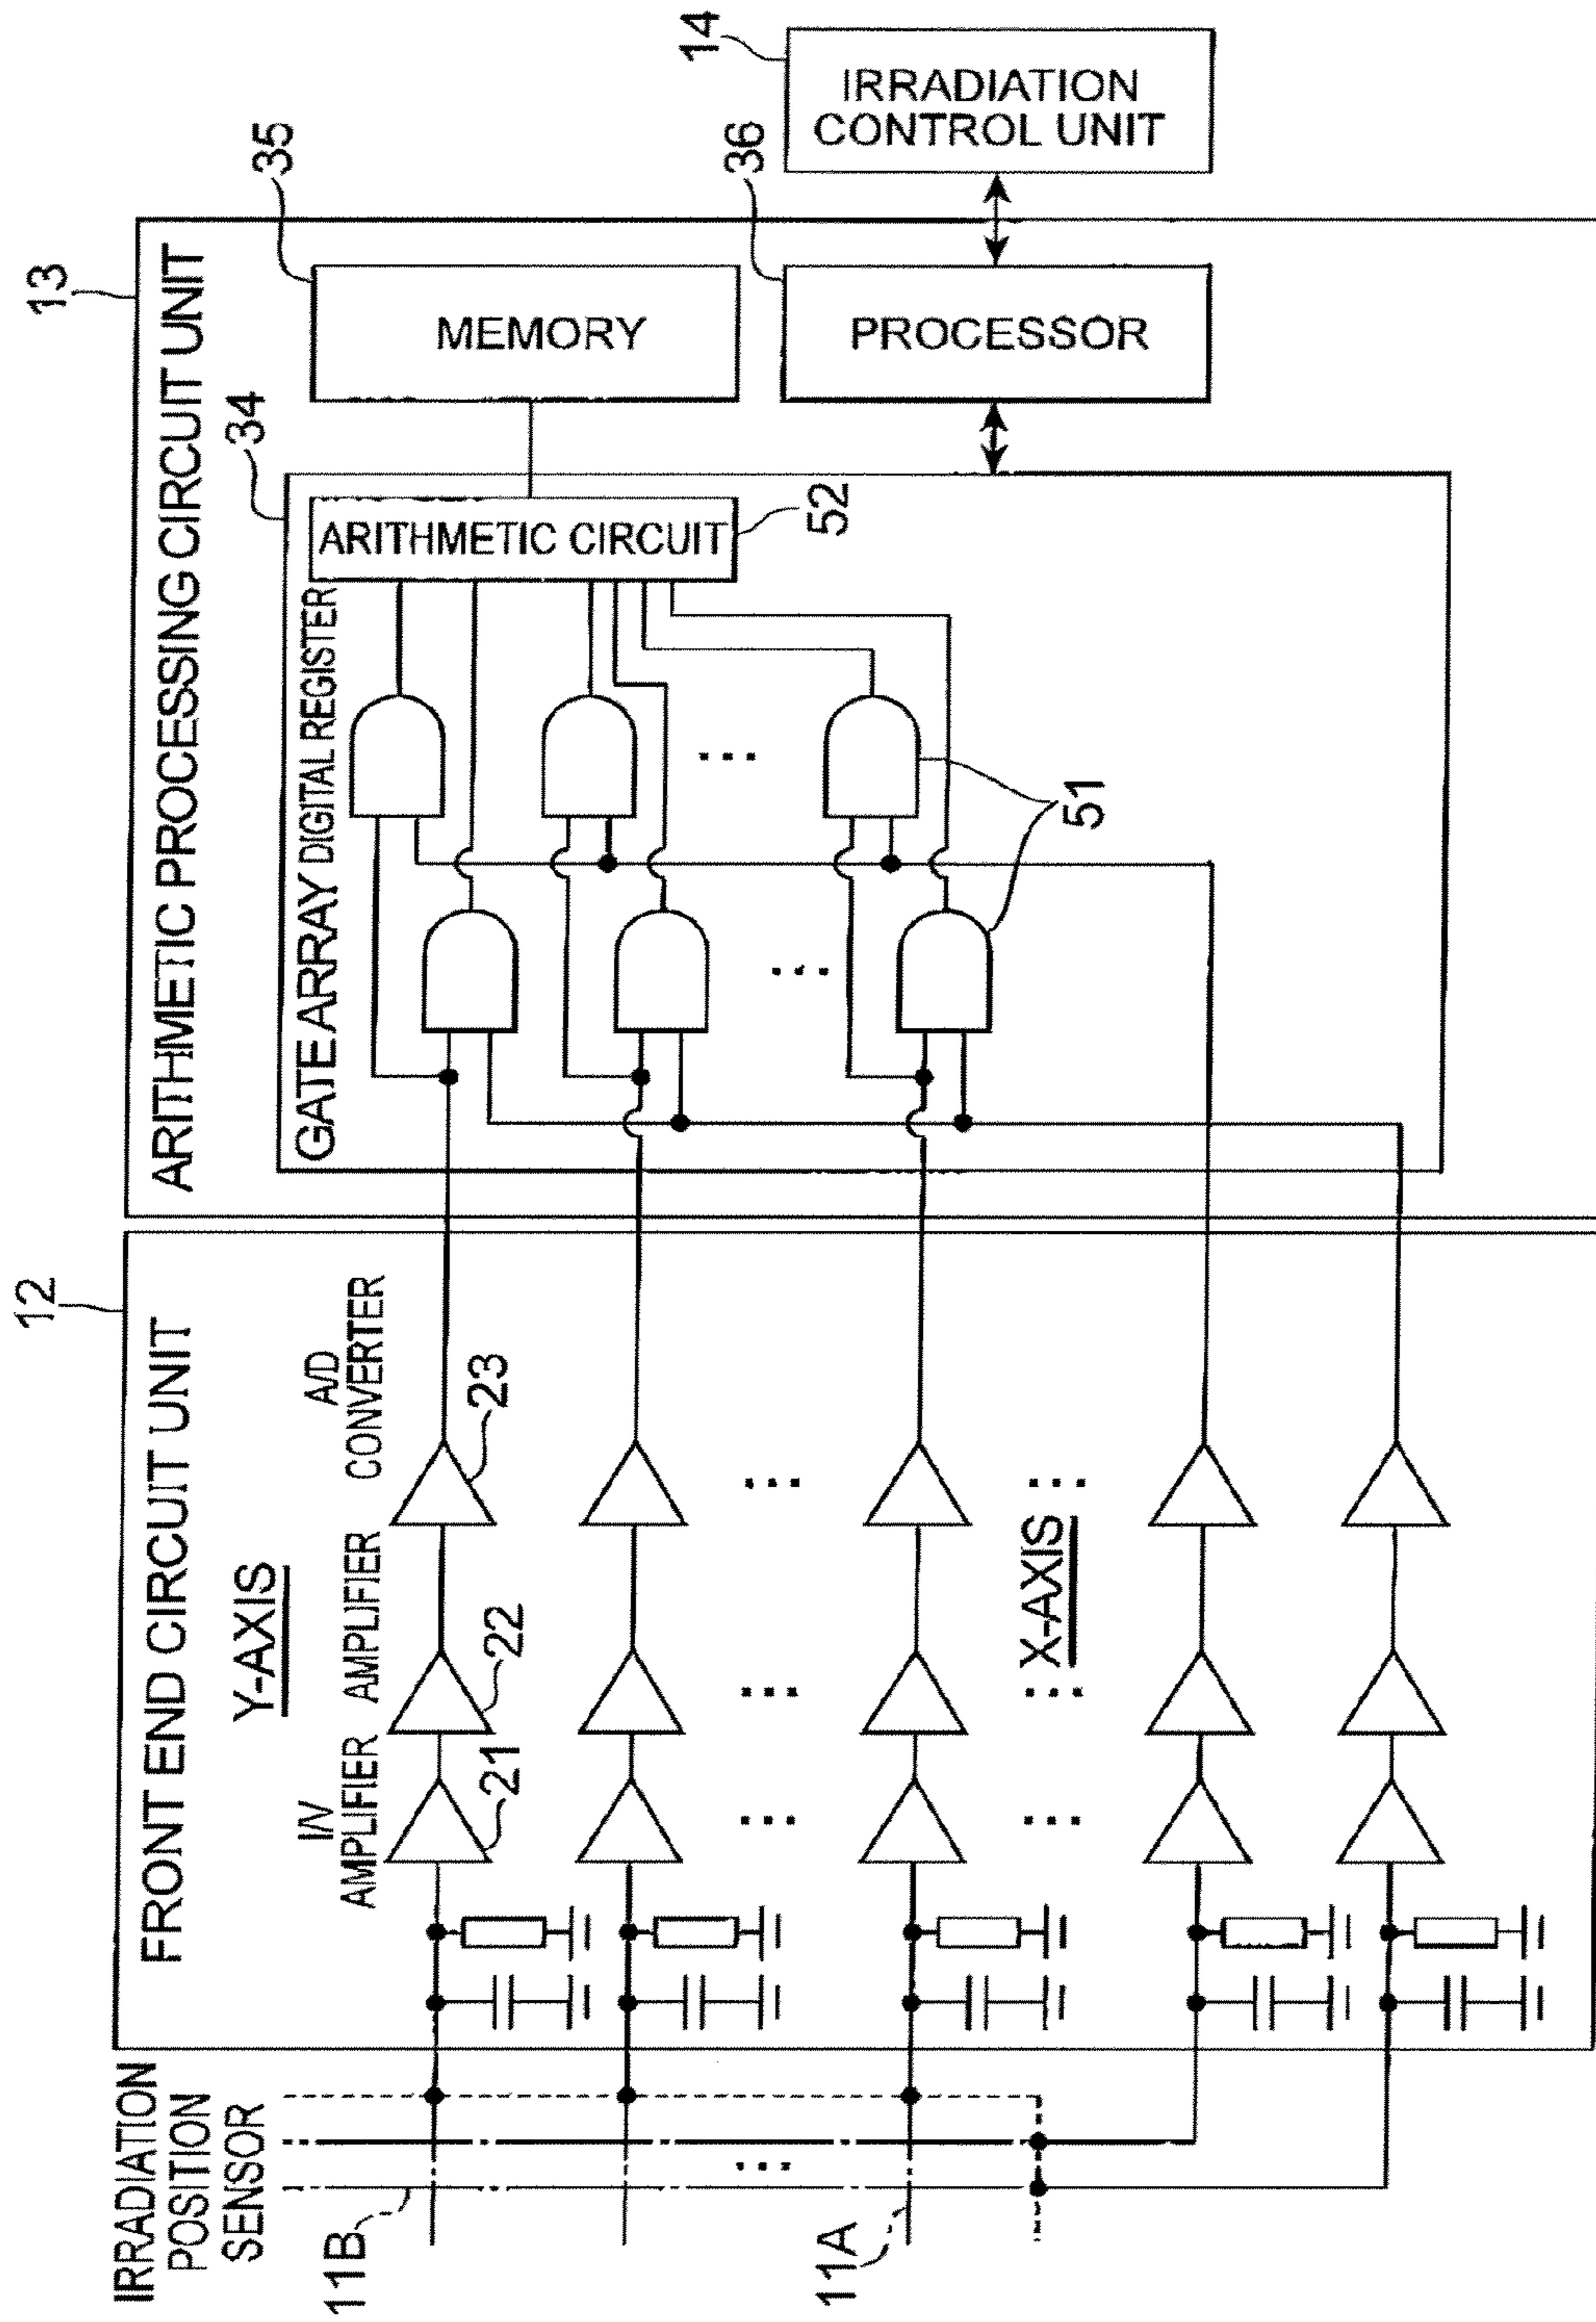 IRRADIATION
POSITION
SENSOR
11B
11A
12
FRONT END CIRCUIT UNIT
Y-AXIS
I/V
AMPLIFIER
AMPLIFIER
A/D
CONVERTER
21
22
23
...
...
...
...
X-AXIS
...
...
...
13
ARITHMETIC PROCESSING CIRCUIT UNIT
34
GATE ARRAY DIGITAL REGISTER
...
...
51
ARITHMETIC CIRCUIT
52
35
MEMORY
36
PROCESSOR
14
IRRADIATION
CONTROL UNIT